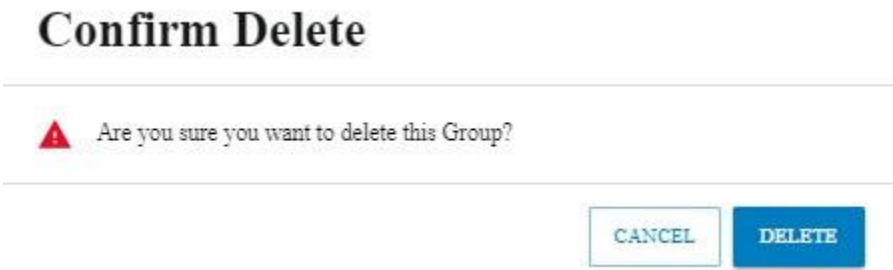 Confirm Delete
Are you sure you want to delete this Group?
CANCEL DELETE